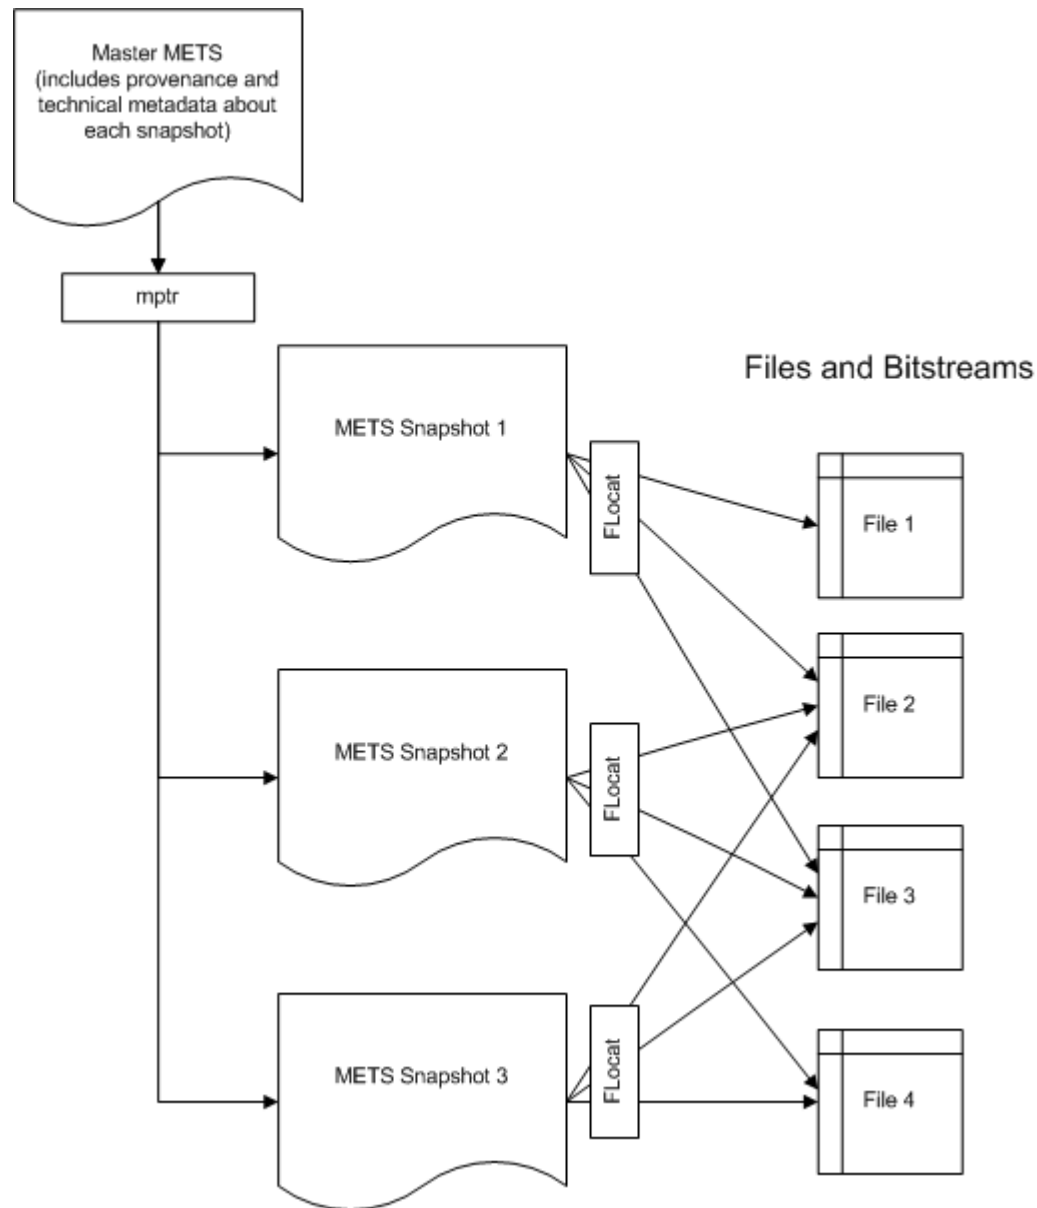 Master METS
(includes provenance and
technical metadata about
each snapshot)
mptr
Files and Bitstreams
METS Snapshot 1
FLocat
File 1
File 2
METS Snapshot 2
FLocat
File 3
METS Snapshot 3
FLocat
File 4